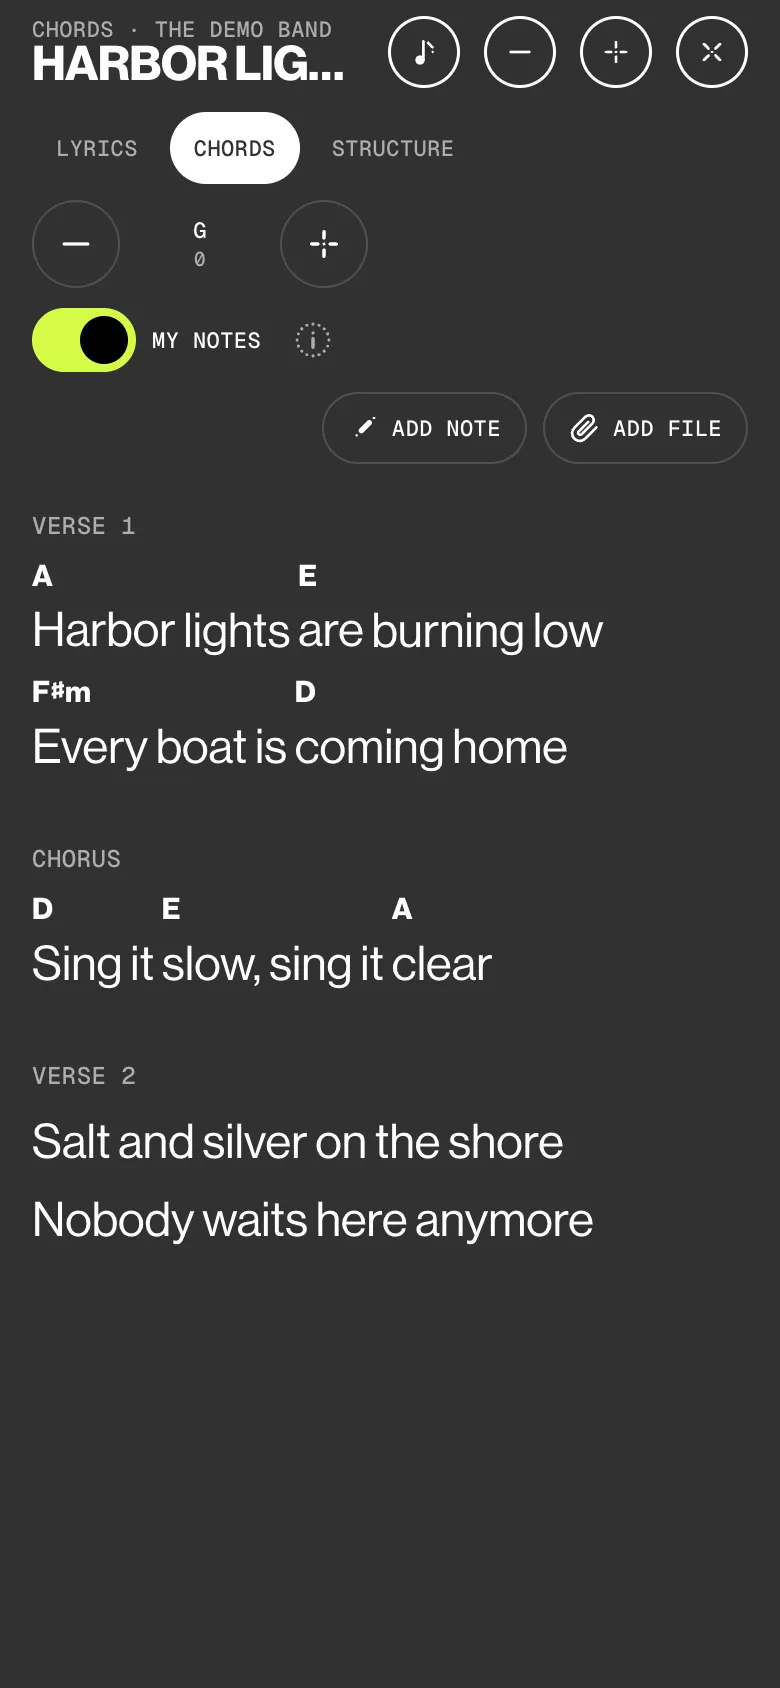 CHORDS · THE DEMO BAND
HARBOR LIG...
LYRICS CHORDS STRUCTURE
G
0
MY NOTES
ADD NOTE ADD FILE
VERSE 1
A E
Harbor lights are burning low
F#m D
Every boat is coming home
CHORUS
D E A
Sing it slow, sing it clear
VERSE 2
Salt and silver on the shore
Nobody waits here anymore